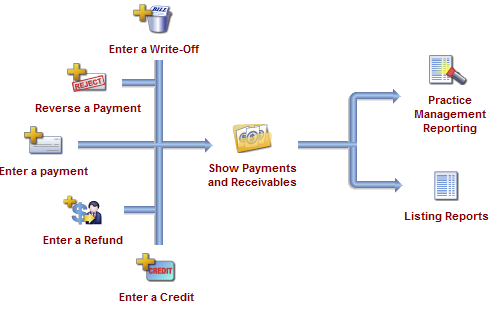 BILL
Enter a Write-Off
REJECT
Reverse a Payment
Enter a payment
Show Payments
and Receivables
Enter a Refund
CREDIT
Enter a Credit
Practice
Management
Reporting
Listing Reports